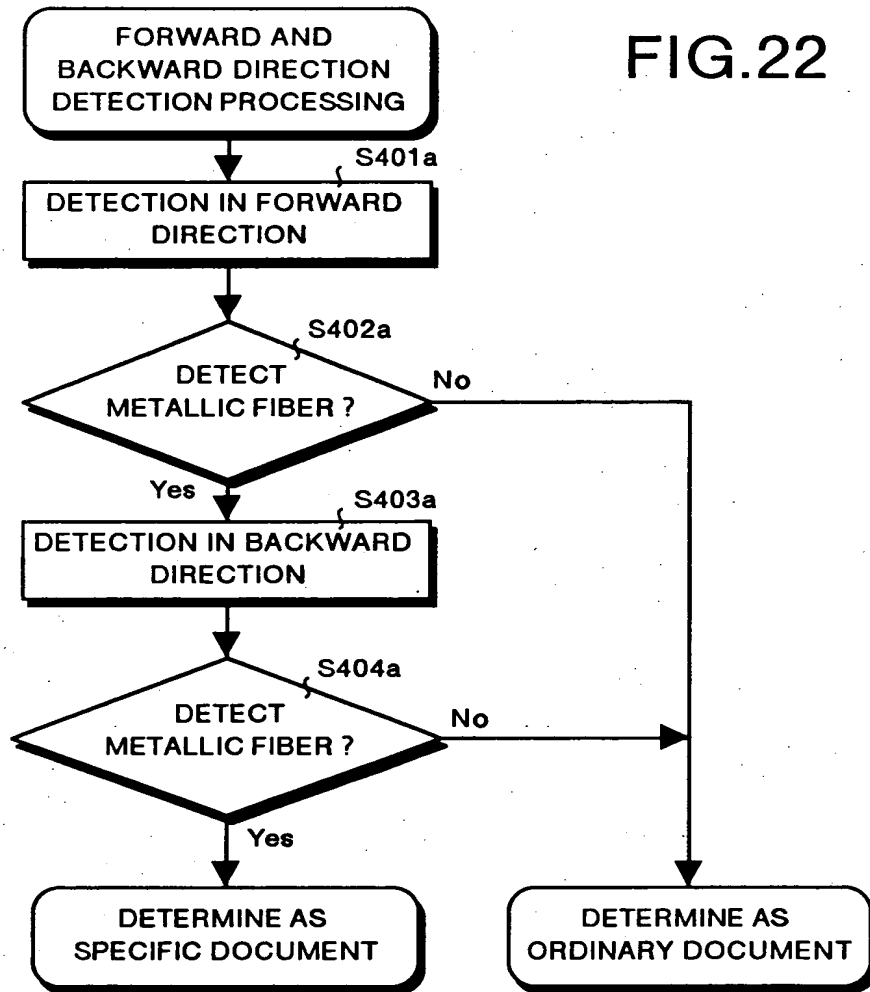 FIG.22
FORWARD AND
BACKWARD DIRECTION
DETECTION PROCESSING
S401a
DETECTION IN FORWARD
DIRECTION
S402a
DETECT
METALLIC FIBER ?
No
Yes
S403a
DETECTION IN BACKWARD
DIRECTION
S404a
DETECT
METALLIC FIBER ?
No
Yes
DETERMINE AS
SPECIFIC DOCUMENT
DETERMINE AS
ORDINARY DOCUMENT